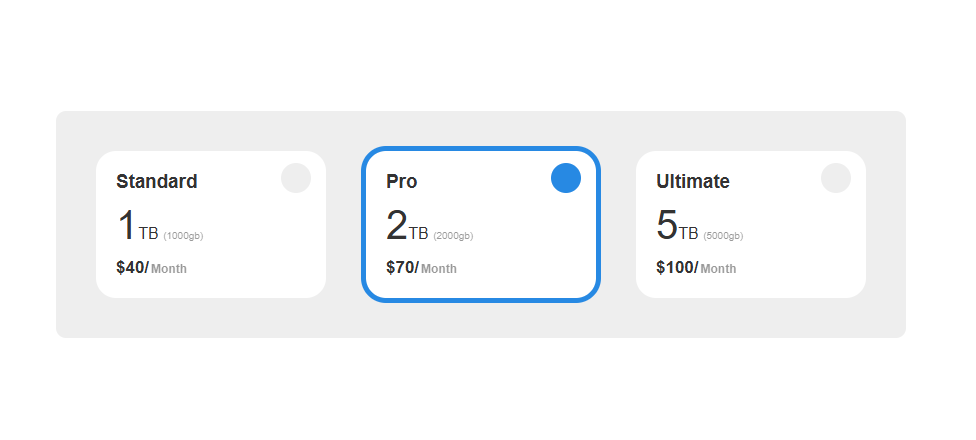 Standard
1TB (1000gb)
$40/Month
Pro
2TB (2000gb)
$70/Month
Ultimate
5TB (5000gb)
$100/Month